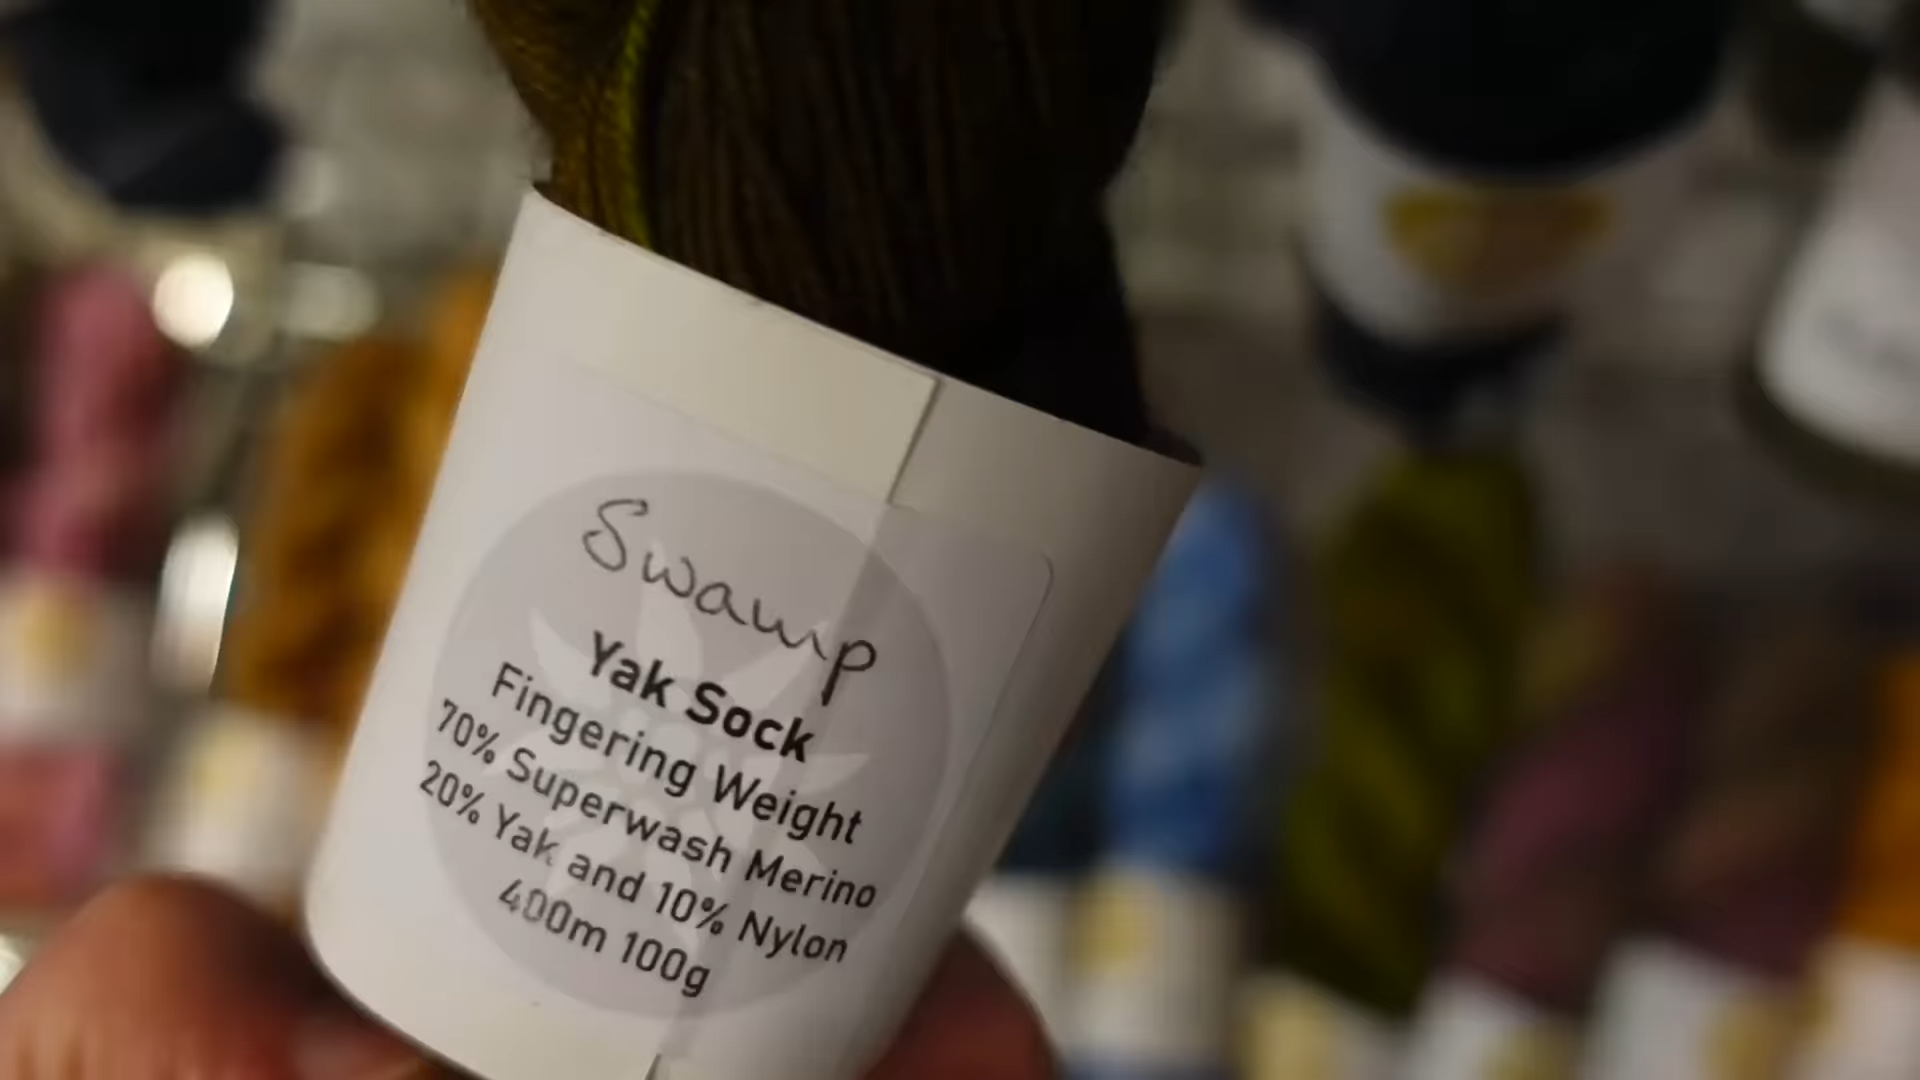 Swamp
Yak Sock
Fingering Weight
70% Superwash Merino
20% Yak and 10% Nylon
400m 100g